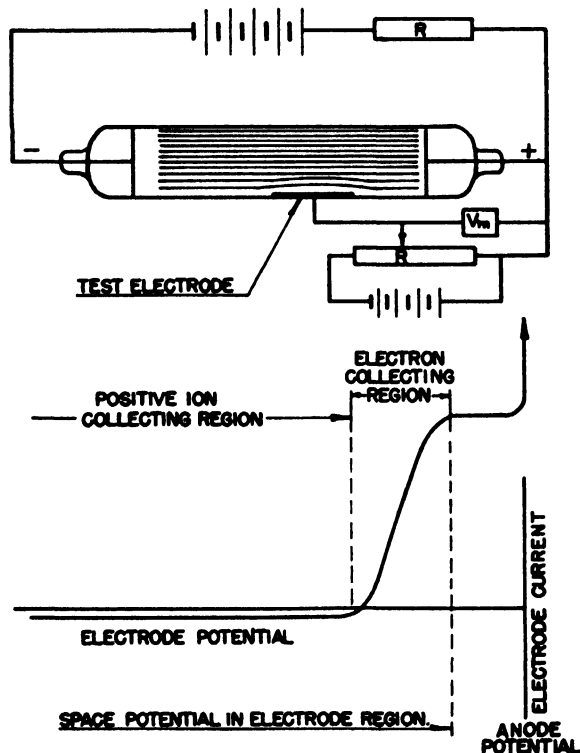 R
−
+
Vm
R
TEST ELECTRODE
ELECTRON
COLLECTING
REGION
POSITIVE ION
COLLECTING REGION
ELECTRODE CURRENT
ELECTRODE POTENTIAL
SPACE POTENTIAL IN ELECTRODE REGION.
ANODE
POTENTIAL